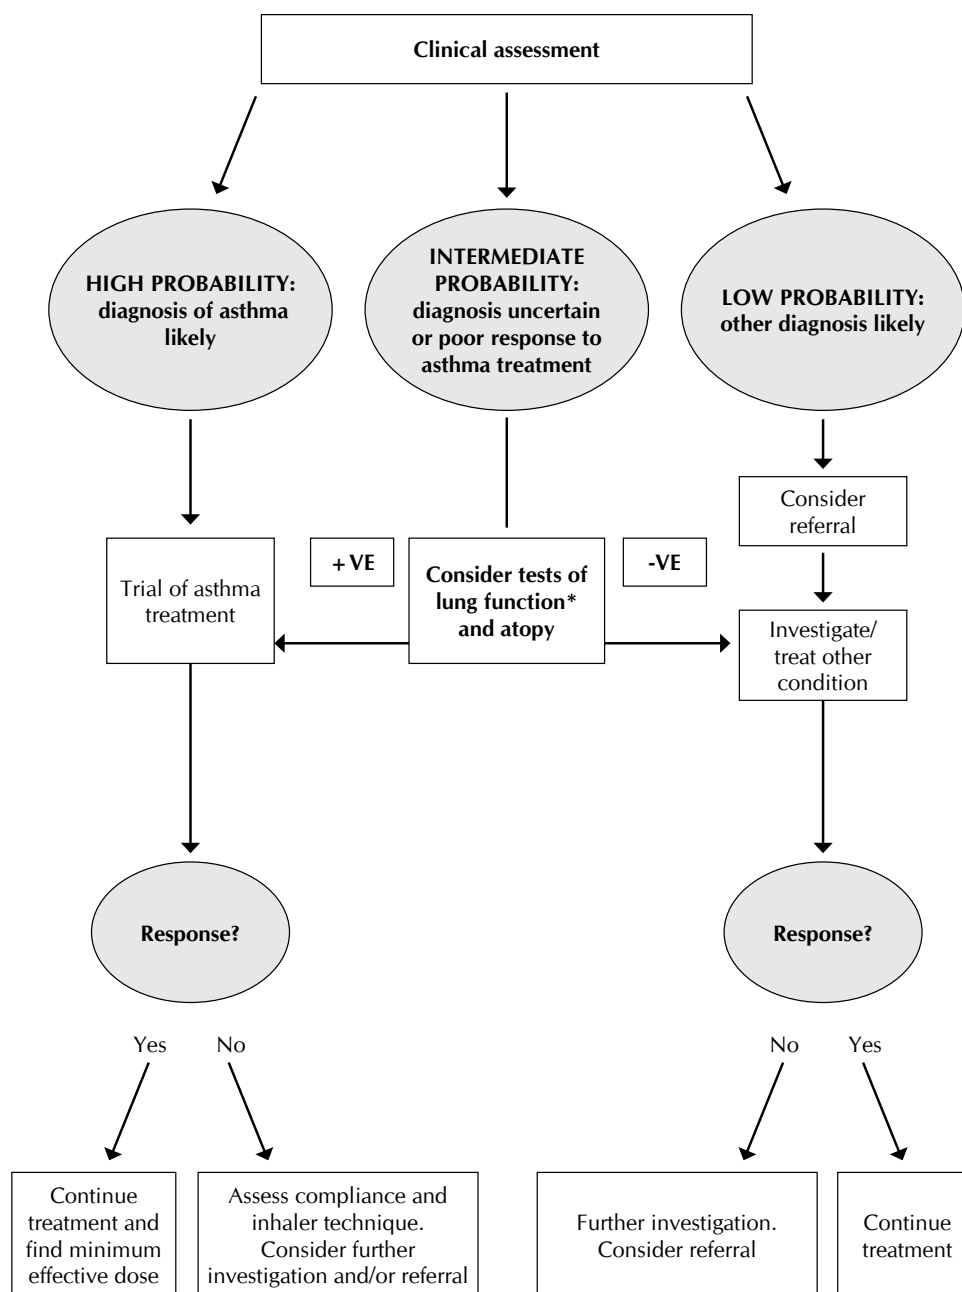 Clinical assessment
HIGH PROBABILITY:
diagnosis of asthma
likely
INTERMEDIATE
PROBABILITY:
diagnosis uncertain
or poor response to
asthma treatment
LOW PROBABILITY:
other diagnosis likely
Consider
referral
Trial of asthma
treatment
+ VE
Consider tests of
lung function*
and atopy
-VE
Investigate/
treat other
condition
Response?
Response?
Yes
No
No
Yes
Continue
treatment and
find minimum
effective dose
Assess compliance and
inhaler technique.
Consider further
investigation and/or referral
Further investigation.
Consider referral
Continue
treatment